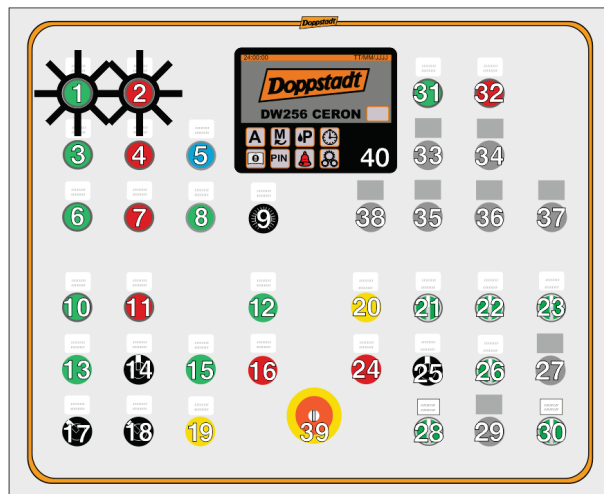 Doppstadt
24:00:00 TT/MM/JJJJ
Doppstadt
DW256 CERON
A M P
PIN 40
1 2 31 32
3 4 5 33 34
6 7 8 9 38 35 36 37
10 11 12 20 21 22 23
13 14 15 16 24 25 26 27
17 18 19 39 28 29 30